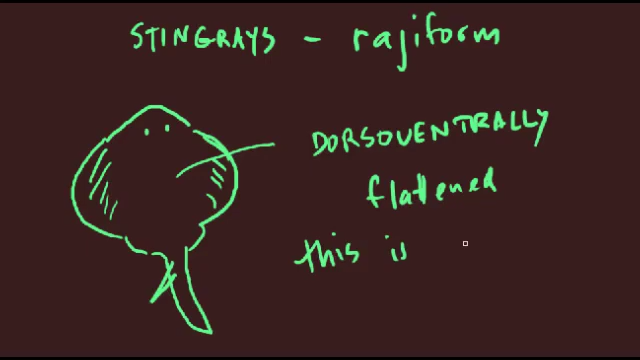 STINGRAYS - rajiform
DORSOVENTRALLY
flattened
this is